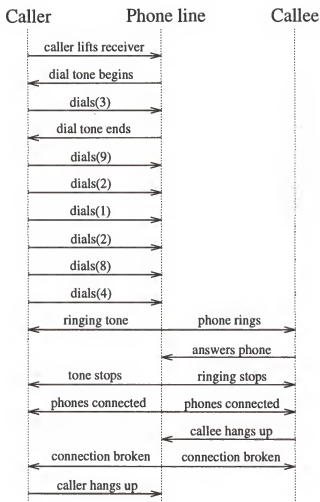 Caller Phone line Callee
caller lifts receiver
dial tone begins
dials(3)
dial tone ends
dials(9)
dials(2)
dials(1)
dials(2)
dials(8)
dials(4)
ringing tone phone rings
answers phone
tone stops ringing stops
phones connected phones connected
callee hangs up
connection broken connection broken
caller hangs up